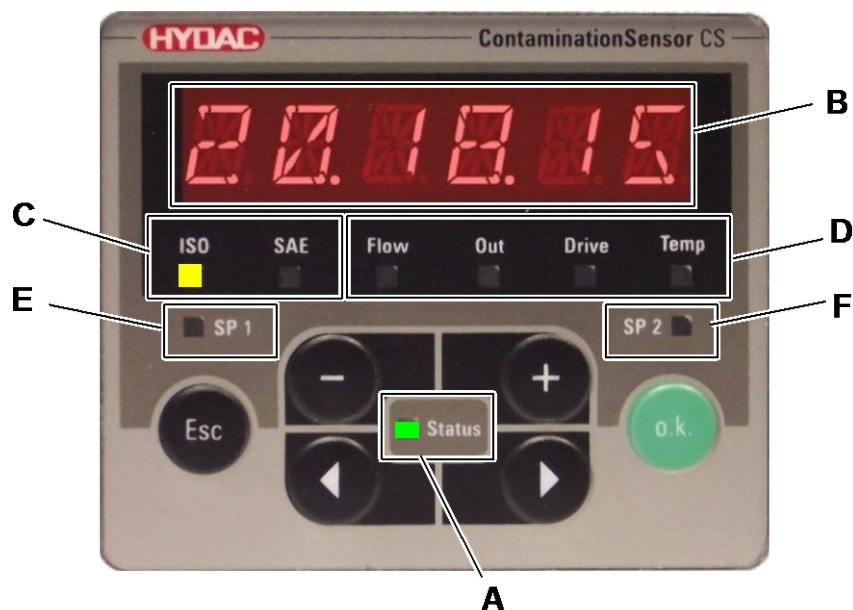 HYDAC ContaminationSensor CS
B
20.18.15
C
ISO SAE Flow Out Drive Temp
D
E
SP 1 SP 2
F
- +
Esc Status o.k.
A